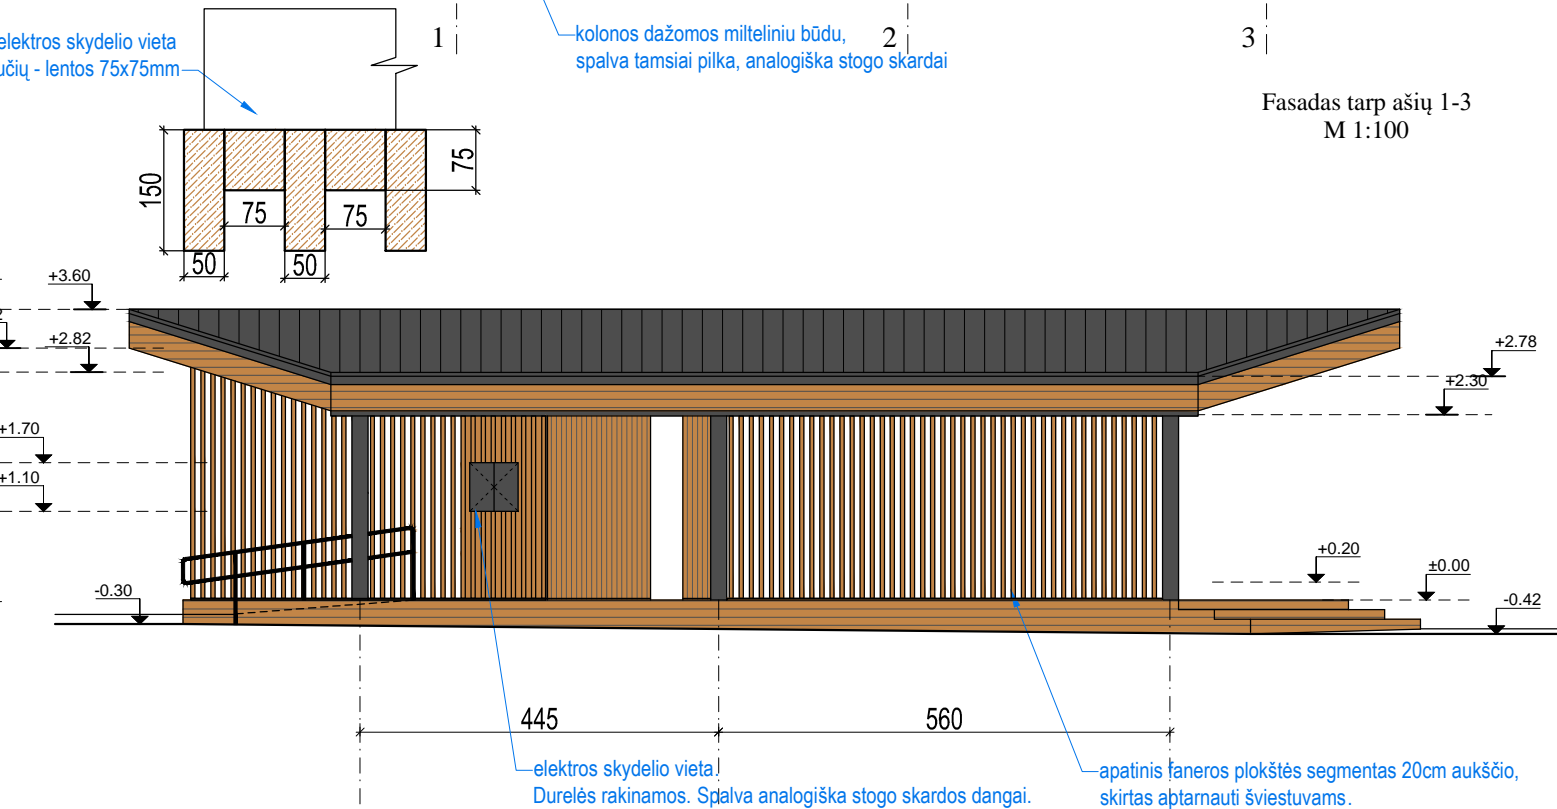 1
2
3
kolonos dažomos milteliniu būdu,
spalva tamsiai pilka, analogiška stogo skardai
elektros skydelio vieta
- lentos 75x75mm
Fasadas tarp ašių 1-3
M 1:100
150
75
75
75
50
50
+3.60
+2.82
+2.78
+2.30
+1.70
+1.10
+0.20
±0.00
-0.30
-0.42
445
560
elektros skydelio vieta.
Durelės rakinamos. Spalva analogiška stogo skardos dangai.
apatinis faneros plokštės segmentas 20cm aukščio,
skirtas aptarnauti šviestuvams.